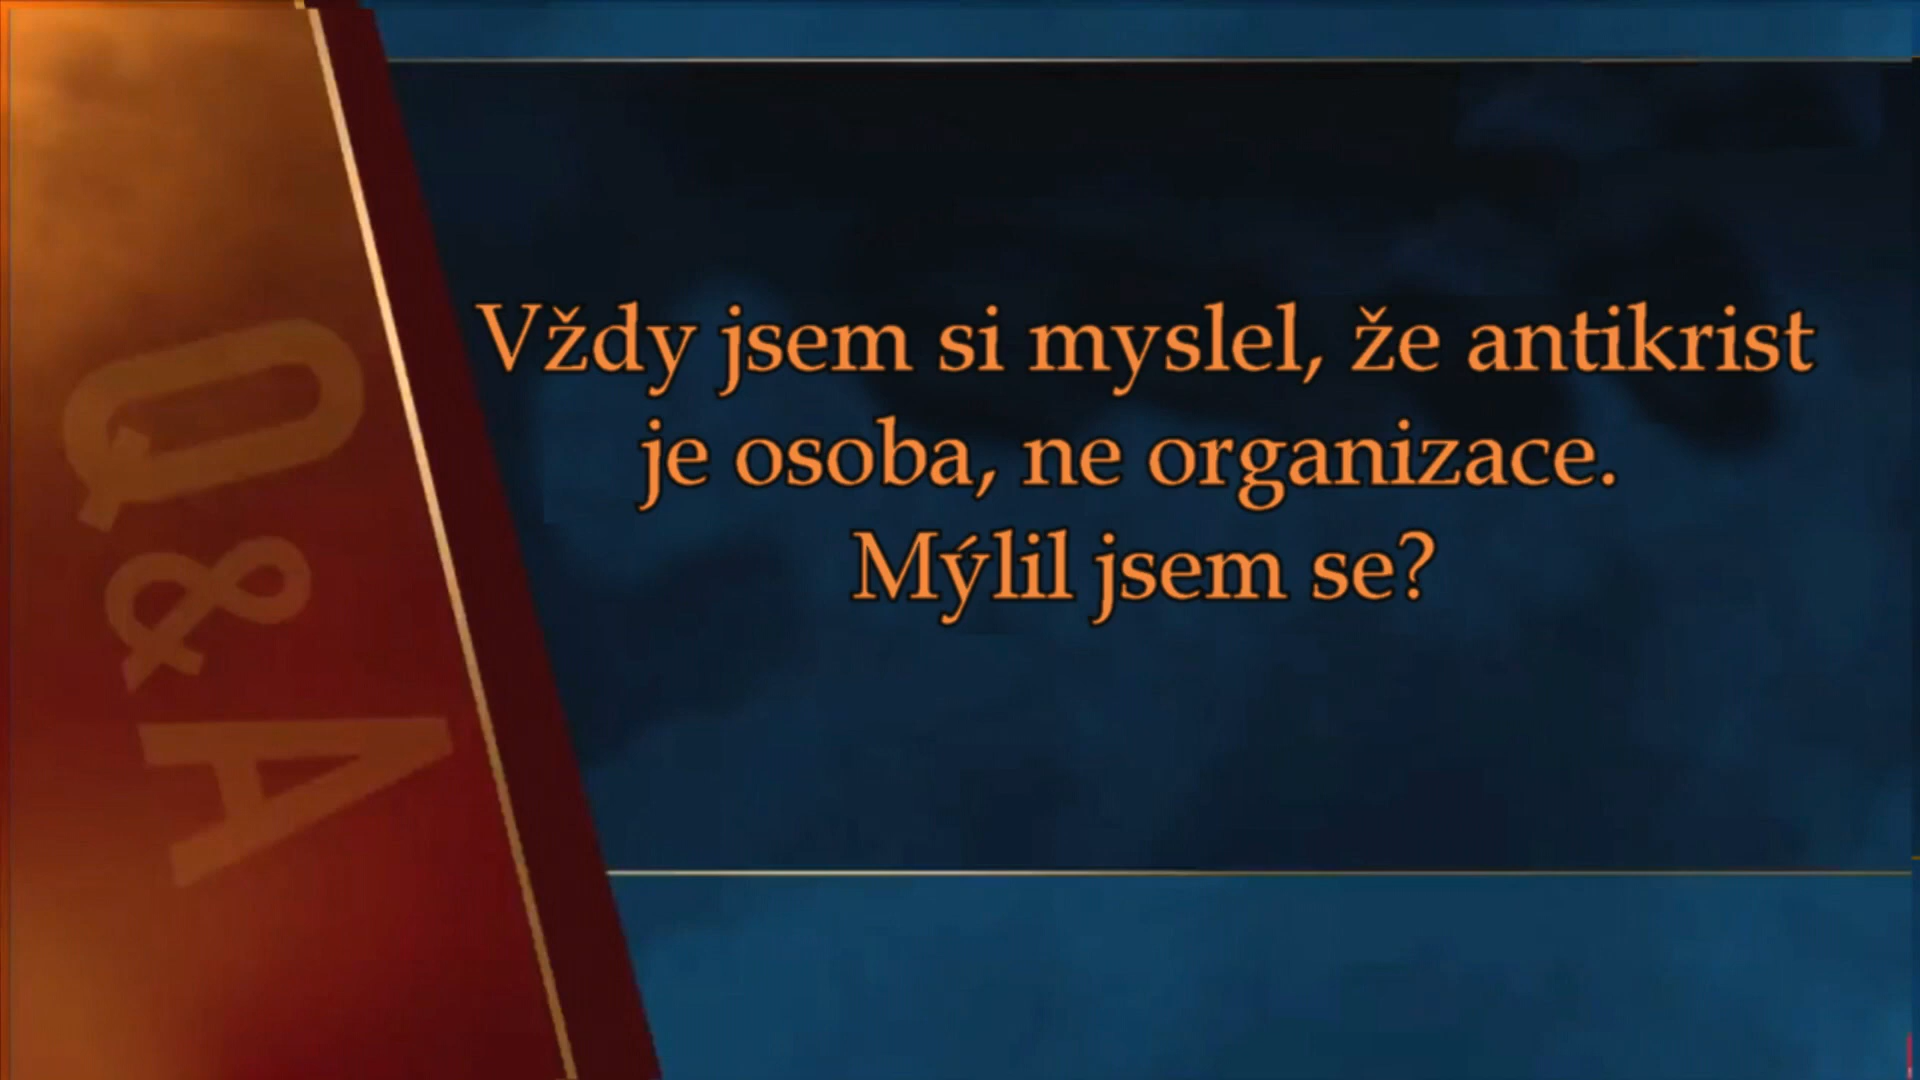 Q&A
Vždy jsem si myslel, že antikrist
je osoba, ne organizace.
Mýlil jsem se?